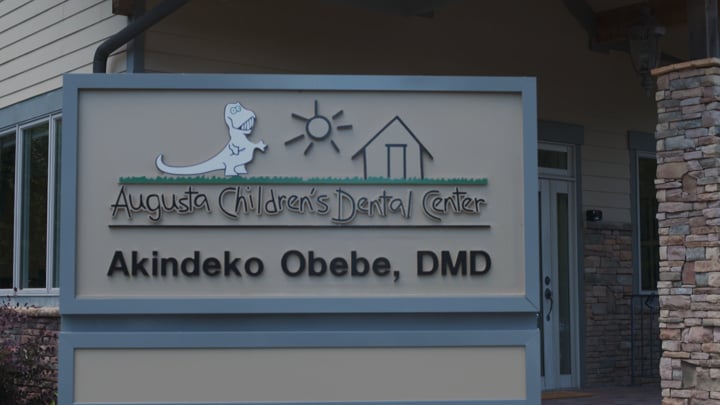 Augusta Children's Dental Center
Akindeko Obebe, DMD